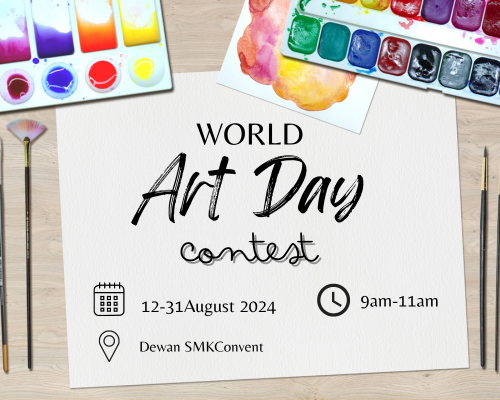 WORLD
Art Day
contest
12-31August 2024
9am-11am
Dewan SMKConvent